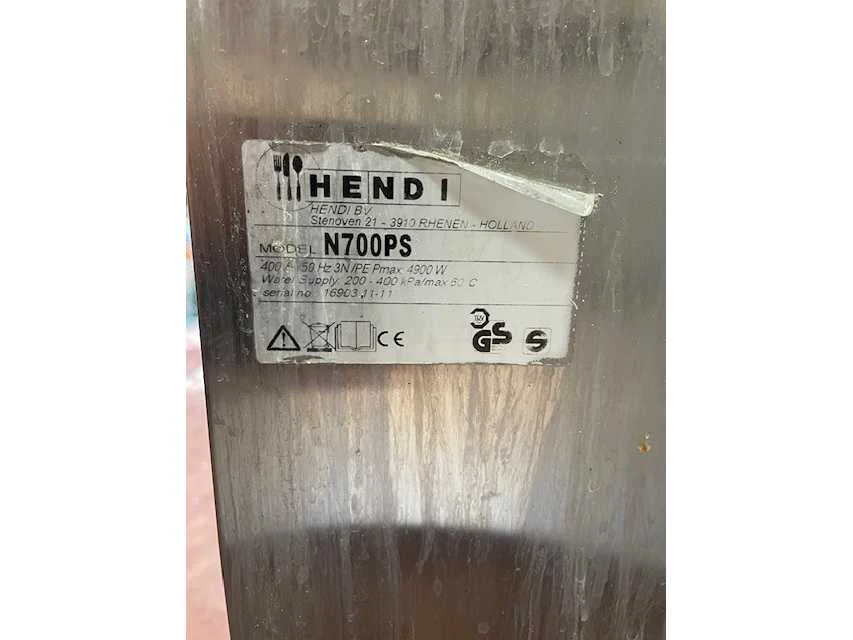 HENDI
HENDI BV
Stenoven 21 - 3910 RHENEN - HOLLAND
MODEL N700PS
400 50 Hz 3N /PE Pmax 4900 W
Supply: 200 - 400 kPa/max 60 C
serial no. 16903 11-11
CE
TÜV
GS
S